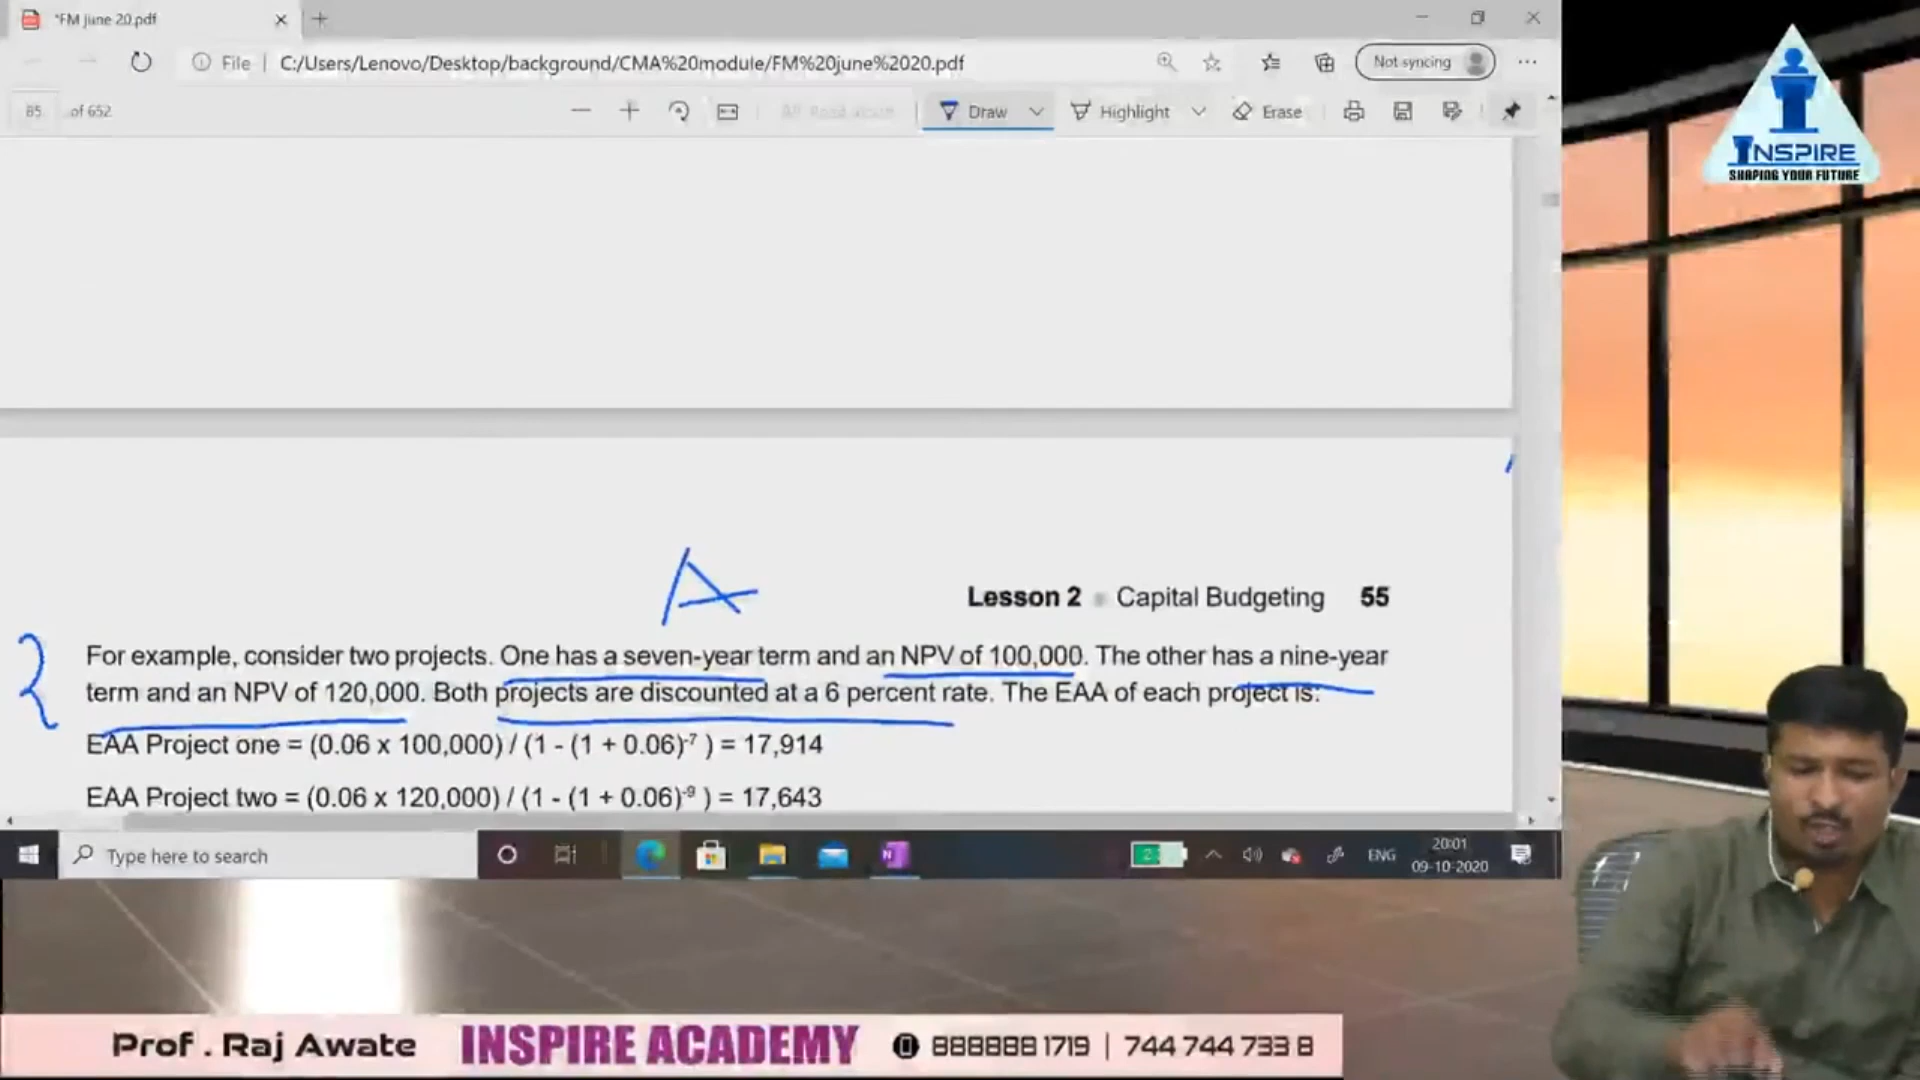 *FM june 20.pdf
File | C:/Users/Lenovo/Desktop/background/CMA%20module/FM%20june%2020.pdf
Not syncing
85 of 652
Draw
Highlight
Erase
INSPIRE
SHAPING YOUR FUTURE
A
Lesson 2 Capital Budgeting 55
For example, consider two projects. One has a seven-year term and an NPV of 100,000. The other has a nine-year
term and an NPV of 120,000. Both projects are discounted at a 6 percent rate. The EAA of each project is:
EAA Project one = (0.06 x 100,000) / (1 - (1 + 0.06)⁻⁷ ) = 17,914
EAA Project two = (0.06 x 120,000) / (1 - (1 + 0.06)⁻⁹ ) = 17,643
Type here to search
ENG
20:01
09-10-2020
Prof . Raj Awate INSPIRE ACADEMY 888888 1719 | 744 744 733 8